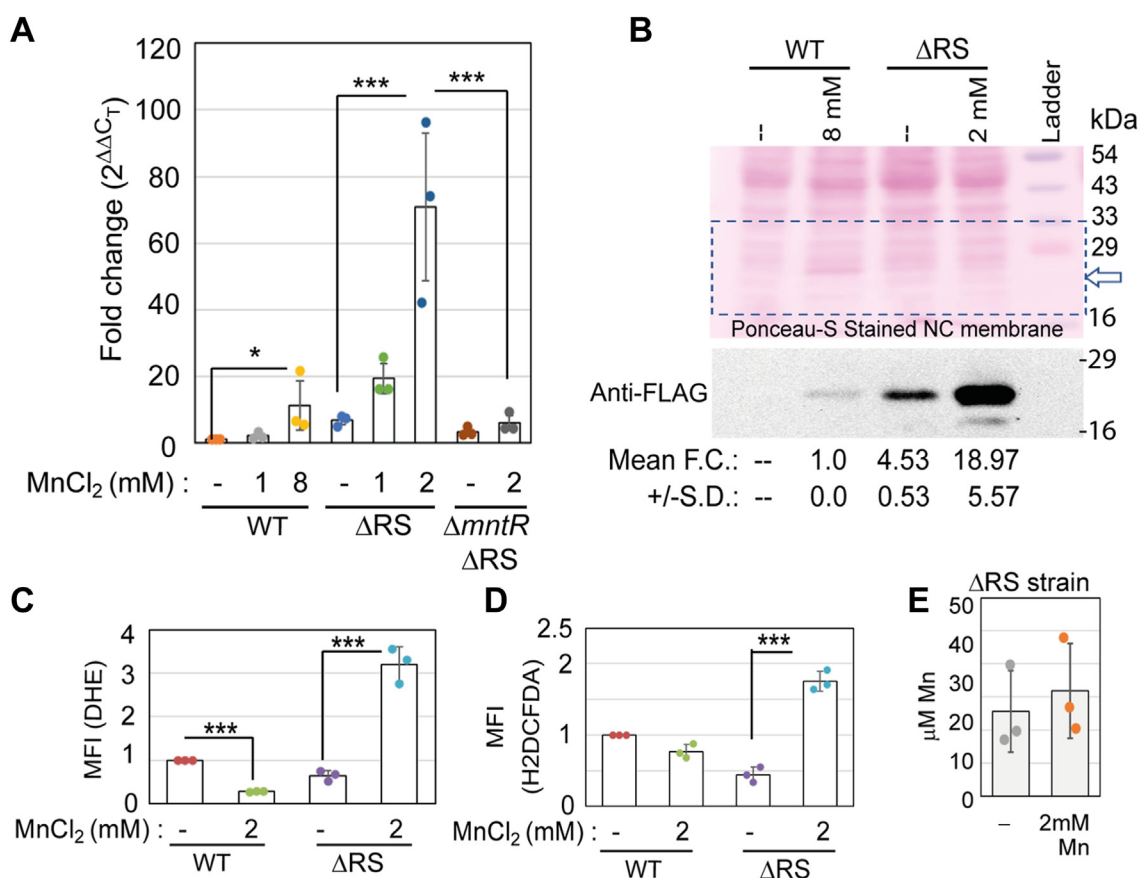 A
120
100
80
60
40
20
0
Fold change (2^ΔΔC_T)
*
***
***
MnCl₂ (mM) : - 1 8 - 1 2 - 2
WT ΔRS ΔmntR
ΔRS
B
WT ΔRS
-- 8 mM -- 2 mM Ladder kDa
54
43
33
29
16
Ponceau-S Stained NC membrane
-29
Anti-FLAG
-16
Mean F.C.: -- 1.0 4.53 18.97
+/-S.D.: -- 0.0 0.53 5.57
C
4
3
2
1
0
MFI (DHE)
***
***
MnCl₂ (mM) : - 2 - 2
WT ΔRS
D
2.5
2
1
0
MFI
(H2DCFDA)
***
MnCl₂ (mM) : - 2 - 2
WT ΔRS
E
ΔRS strain
50
40
30
20
10
0
μM Mn
– 2mM
Mn